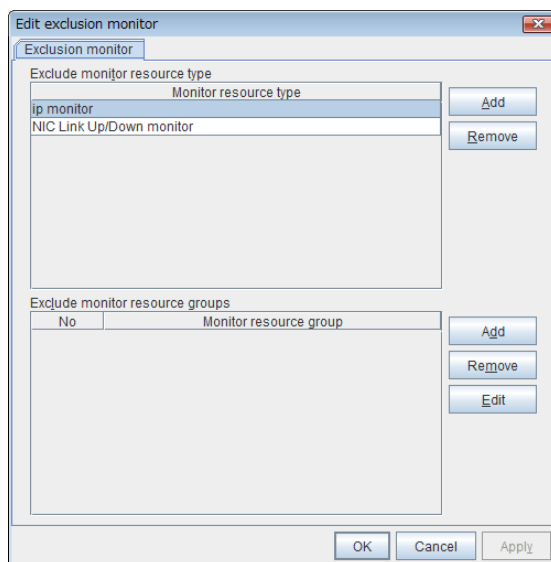 Edit exclusion monitor
Exclusion monitor
Exclude monitor resource type
Monitor resource type
Add
ip monitor
NIC Link Up/Down monitor
Remove
Exclude monitor resource groups
No Monitor resource group
Add
Remove
Edit
OK Cancel Apply